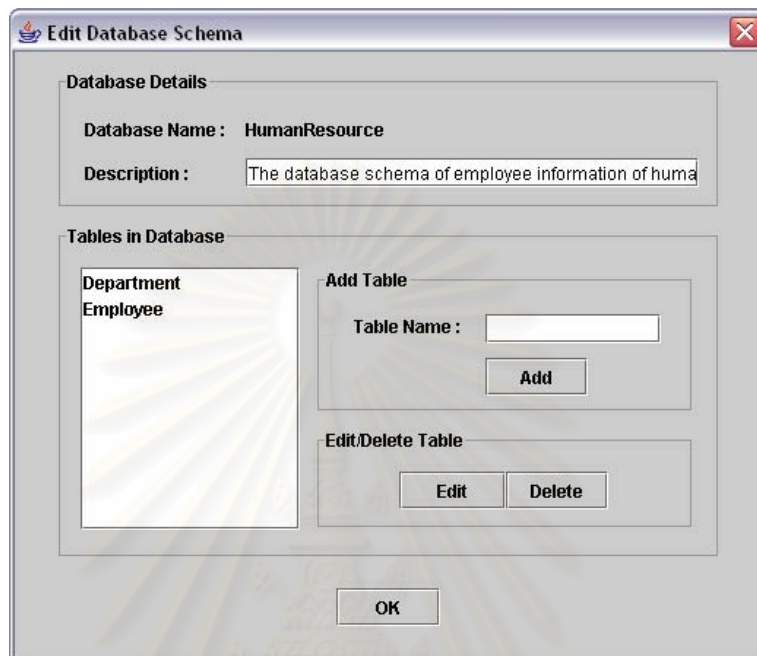 Edit Database Schema
Database Details
Database Name : HumanResource
Description : The database schema of employee information of huma
Tables in Database
Department
Employee
Add Table
Table Name :
Add
Edit/Delete Table
Edit Delete
OK